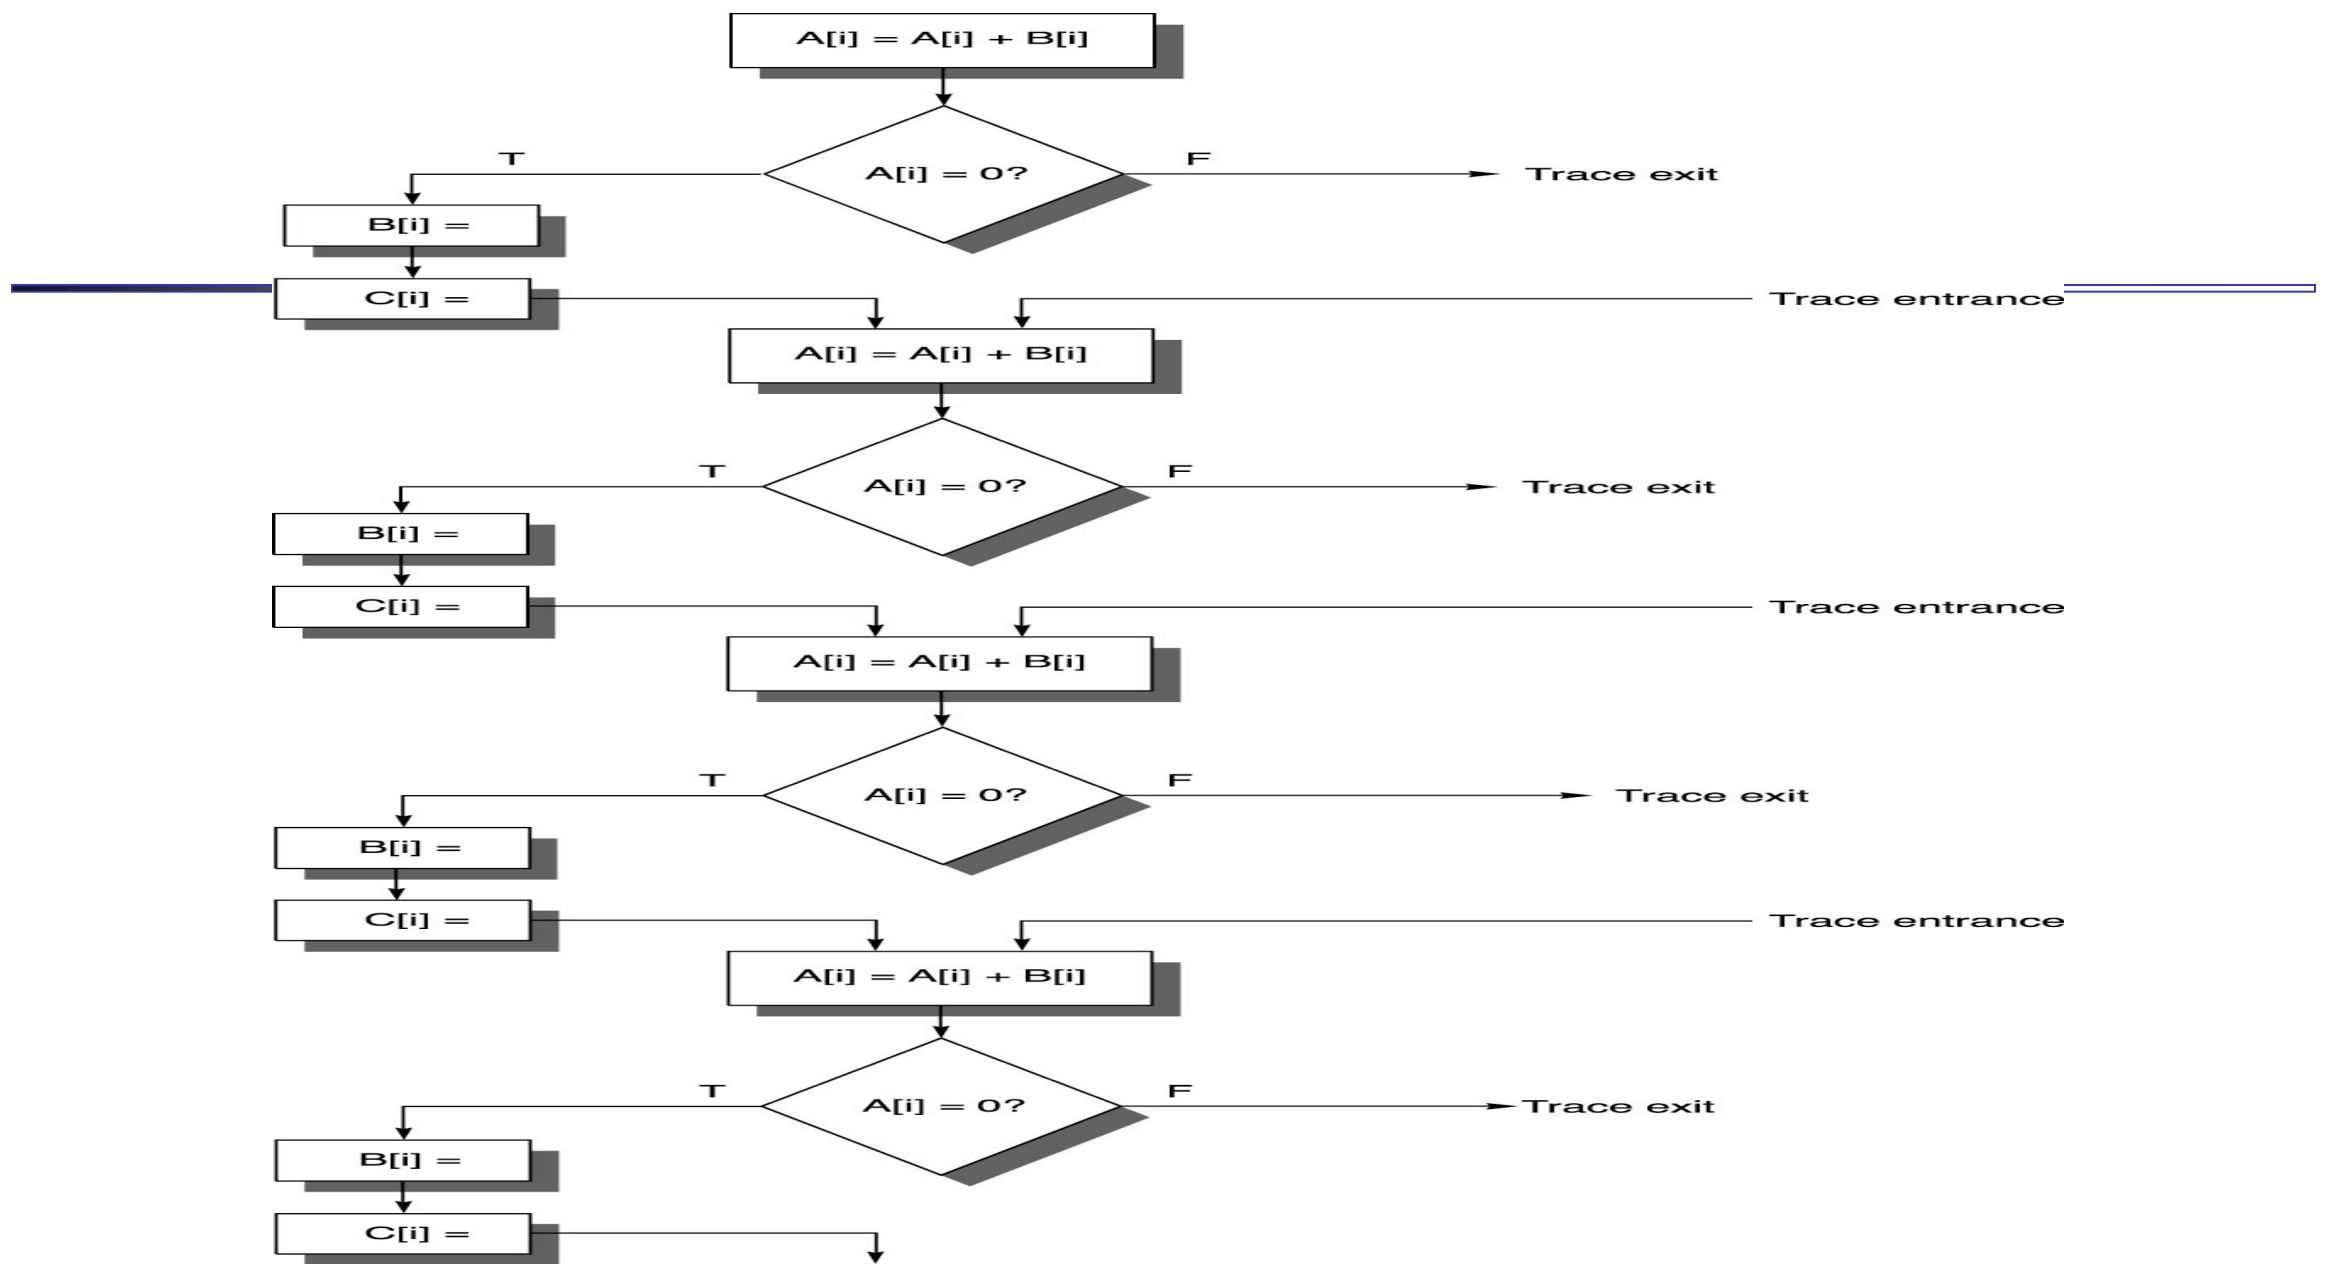 A[i] = A[i] + B[i]
T
F
A[i] = 0?
Trace exit
B[i] =
C[i] =
Trace entrance
A[i] = A[i] + B[i]
T
F
A[i] = 0?
Trace exit
B[i] =
C[i] =
Trace entrance
A[i] = A[i] + B[i]
T
F
A[i] = 0?
Trace exit
B[i] =
C[i] =
Trace entrance
A[i] = A[i] + B[i]
T
F
A[i] = 0?
Trace exit
B[i] =
C[i] =